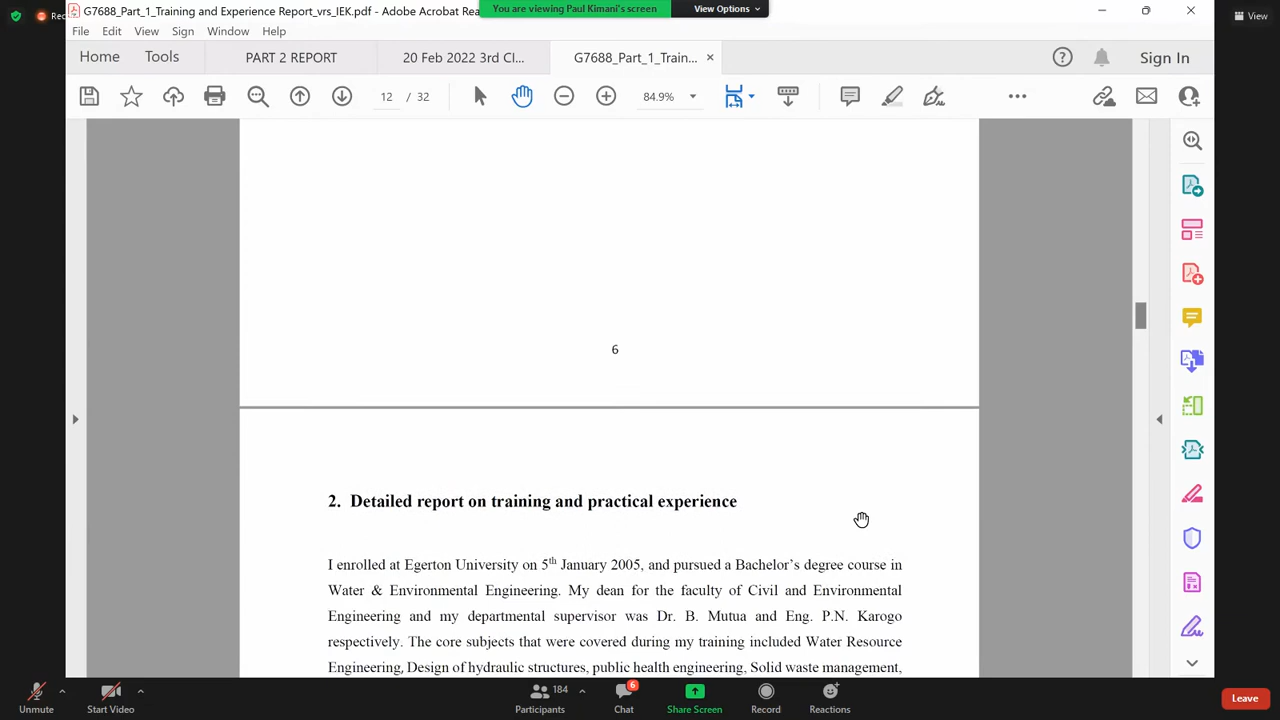 G7688_Part_1_Training and Experience Report_vrs_IEK.pdf - Adobe Acrobat Rea
You are viewing Paul Kimani's screen
View Options
View
Rec
File Edit View Sign Window Help
Home Tools PART 2 REPORT 20 Feb 2022 3rd Cl... G7688_Part_1_Train... Sign In
12 / 32 84.9%
6
2. Detailed report on training and practical experience
I enrolled at Egerton University on 5th January 2005, and pursued a Bachelor's degree course in
Water & Environmental Engineering. My dean for the faculty of Civil and Environmental
Engineering and my departmental supervisor was Dr. B. Mutua and Eng. P.N. Karogo
respectively. The core subjects that were covered during my training included Water Resource
Engineering, Design of hydraulic structures, public health engineering, Solid waste management,
184
6
Unmute Start Video Participants Chat Share Screen Record Reactions Leave